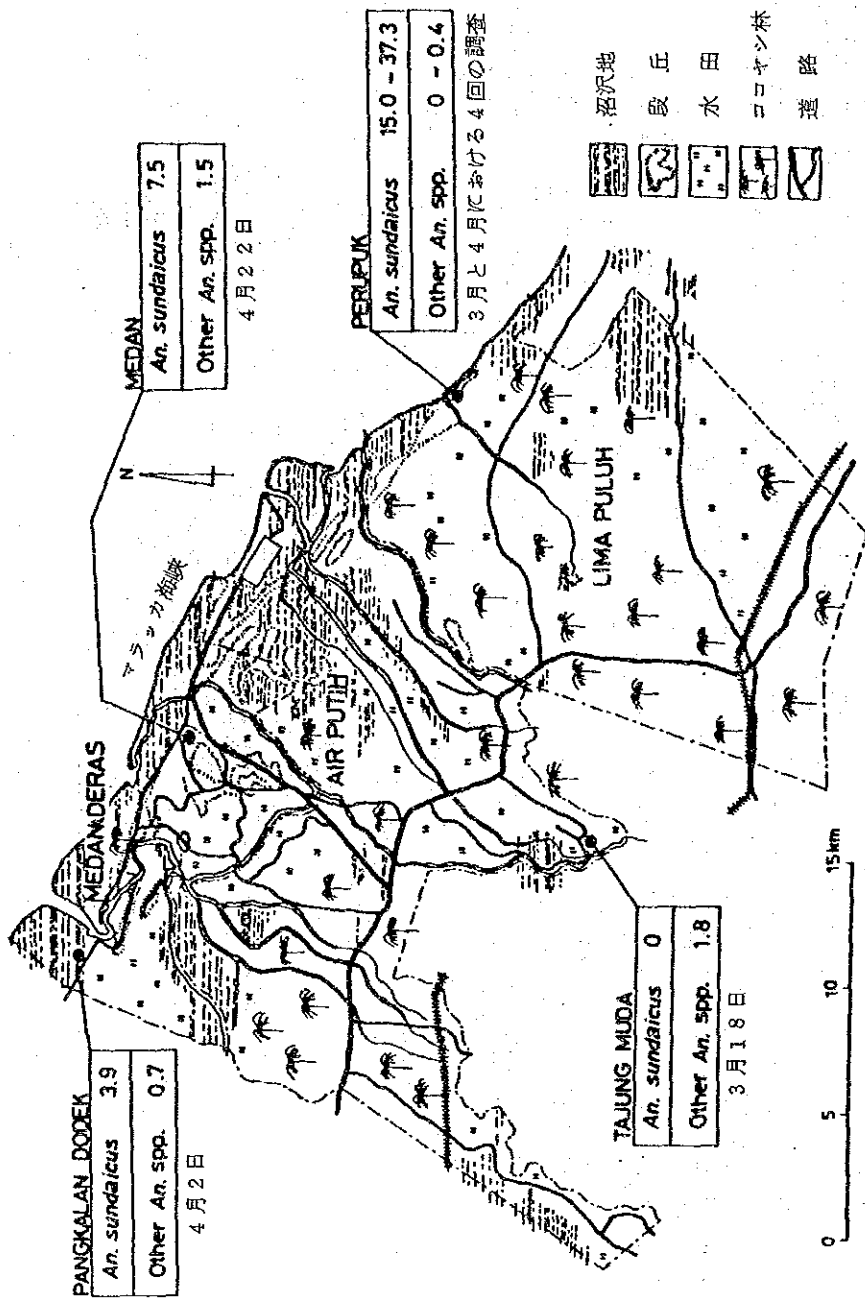 PANGKALAN DODEK
An. sundaicus 3.9
Other An. spp. 0.7
4月2日
MEDAN
An. sundaicus 7.5
Other An. spp. 1.5
4月22日
PERUPUK
An. sundaicus 15.0 - 37.3
Other An. spp. 0 - 0.4
3月と4月における4回の調査
TAJUNG MUDA
An. sundaicus 0
Other An. spp. 1.8
3月18日
MEDAN DERAS
マラッカ海峡
N
AIR PUTIH
LIMA PULUH
沼沢地
段丘
水田
ココヤシ林
道路
0 5 10 15km